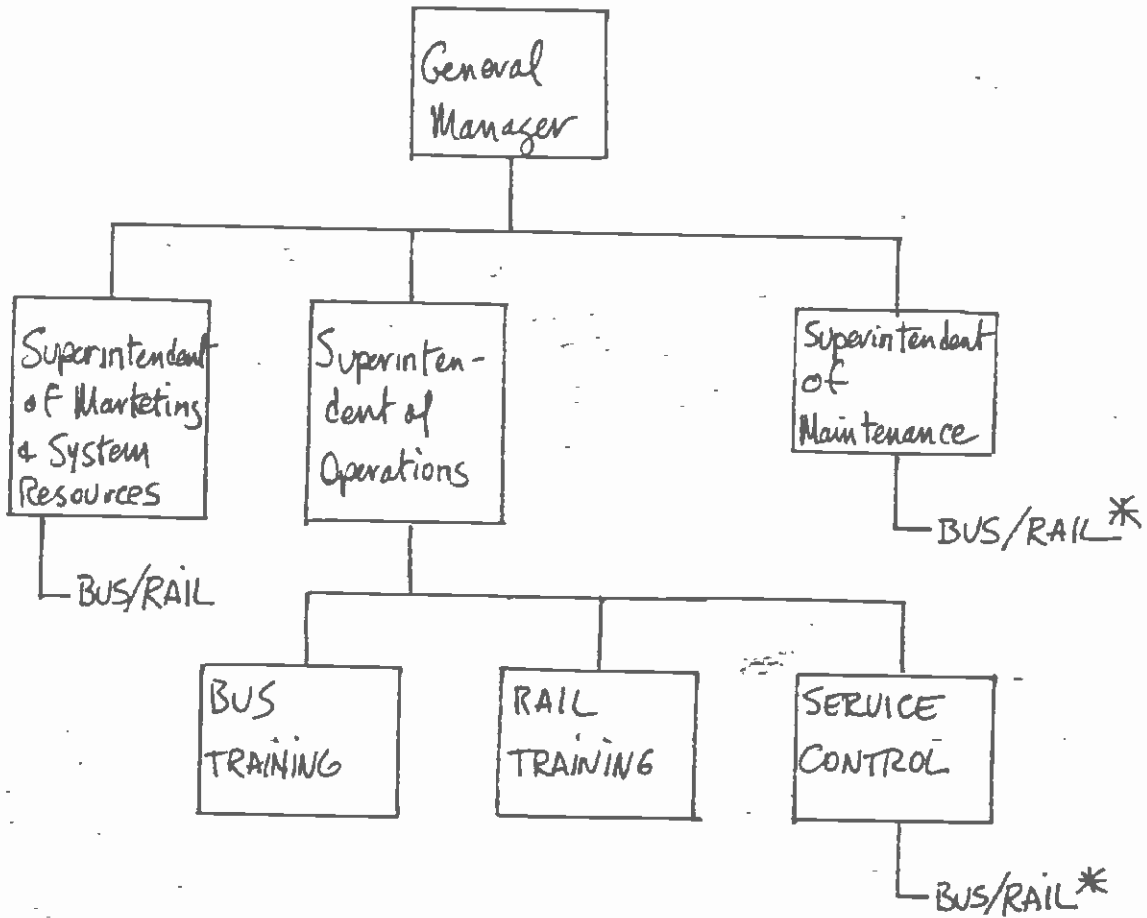 General
Manager
Superintendent
of Marketing
& System
Resources
BUS/RAIL
Superinten-
dent of
Operations
Superintendent
of
Maintenance
BUS/RAIL*
BUS
TRAINING
RAIL
TRAINING
SERVICE
CONTROL
BUS/RAIL*